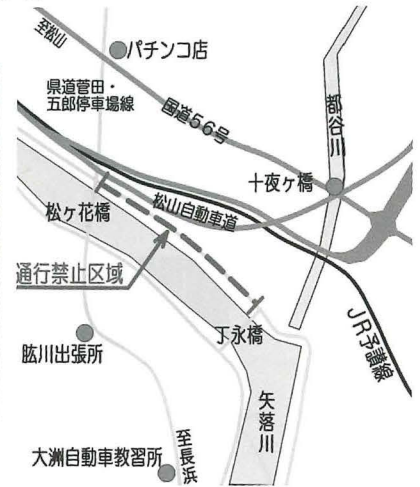 至松山
パチンコ店
県道菅田・
五郎停車場線
国道56号
都谷川
十夜ヶ橋
松ヶ花橋
松山自動車道
通行禁止区域
丁永橋
JR予讃線
肱川出張所
矢落川
至長浜
大洲自動車教習所